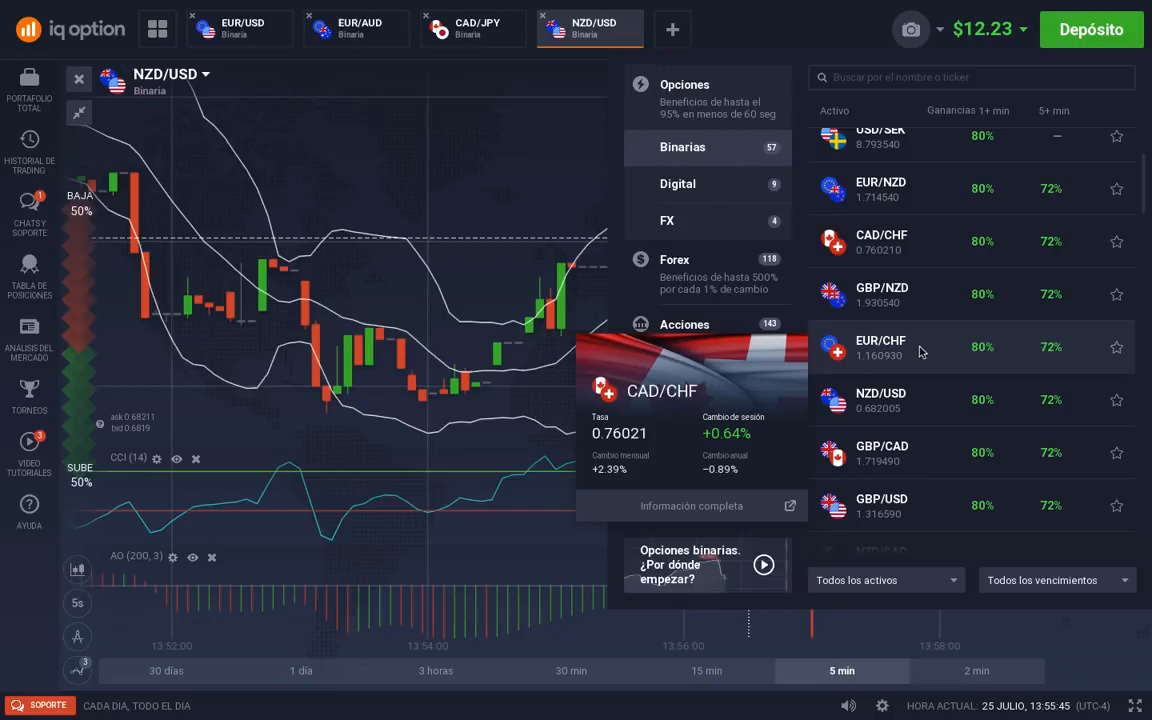 iq option
EUR/USD
Binaria
EUR/AUD
Binaria
CAD/JPY
Binaria
NZD/USD
Binaria
$12.23
Depósito
PORTAFOLIO
TOTAL
HISTORIAL DE
TRADING
1
CHATS Y
SOPORTE
TABLA DE
POSICIONES
ANALISIS DEL
MERCADO
TORNEOS
3
VIDEO
TUTORIALES
AYUDA
NZD/USD
Binaria
BAJA
50%
ask 0.68211
bid 0.6819
SUBE
50%
CCI (14)
AO (200, 3)
5s
3
13:52:00
13:54:00
13:56:00
13:58:00
30 días
1 día
3 horas
30 min
15 min
5 min
2 min
Opciones
Beneficios de hasta el
95% en menos de 60 seg
Binarias 57
Digital 9
FX 4
Forex 118
Beneficios de hasta 500%
por cada 1% de cambio
Acciones 143
CAD/CHF
Tasa
0.76021
Cambio de sesión
+0.64%
Cambio mensual
+2.39%
Cambio anual
−0.89%
Información completa
Opciones binarias.
¿Por dónde
empezar?
Buscar por el nombre o ticker
Activo Ganancias 1+ min 5+ min
USD/SEK
8.793540
80% –
EUR/NZD
1.714540
80% 72%
CAD/CHF
0.760210
80% 72%
GBP/NZD
1.930540
80% 72%
EUR/CHF
1.160930
80% 72%
NZD/USD
0.682005
80% 72%
GBP/CAD
1.719490
80% 72%
GBP/USD
1.316590
80% 72%
NZD/CAD
Todos los activos
Todos los vencimientos
SOPORTE
CADA DIA, TODO EL DIA
HORA ACTUAL: 25 JULIO, 13:55:45 (UTC-4)